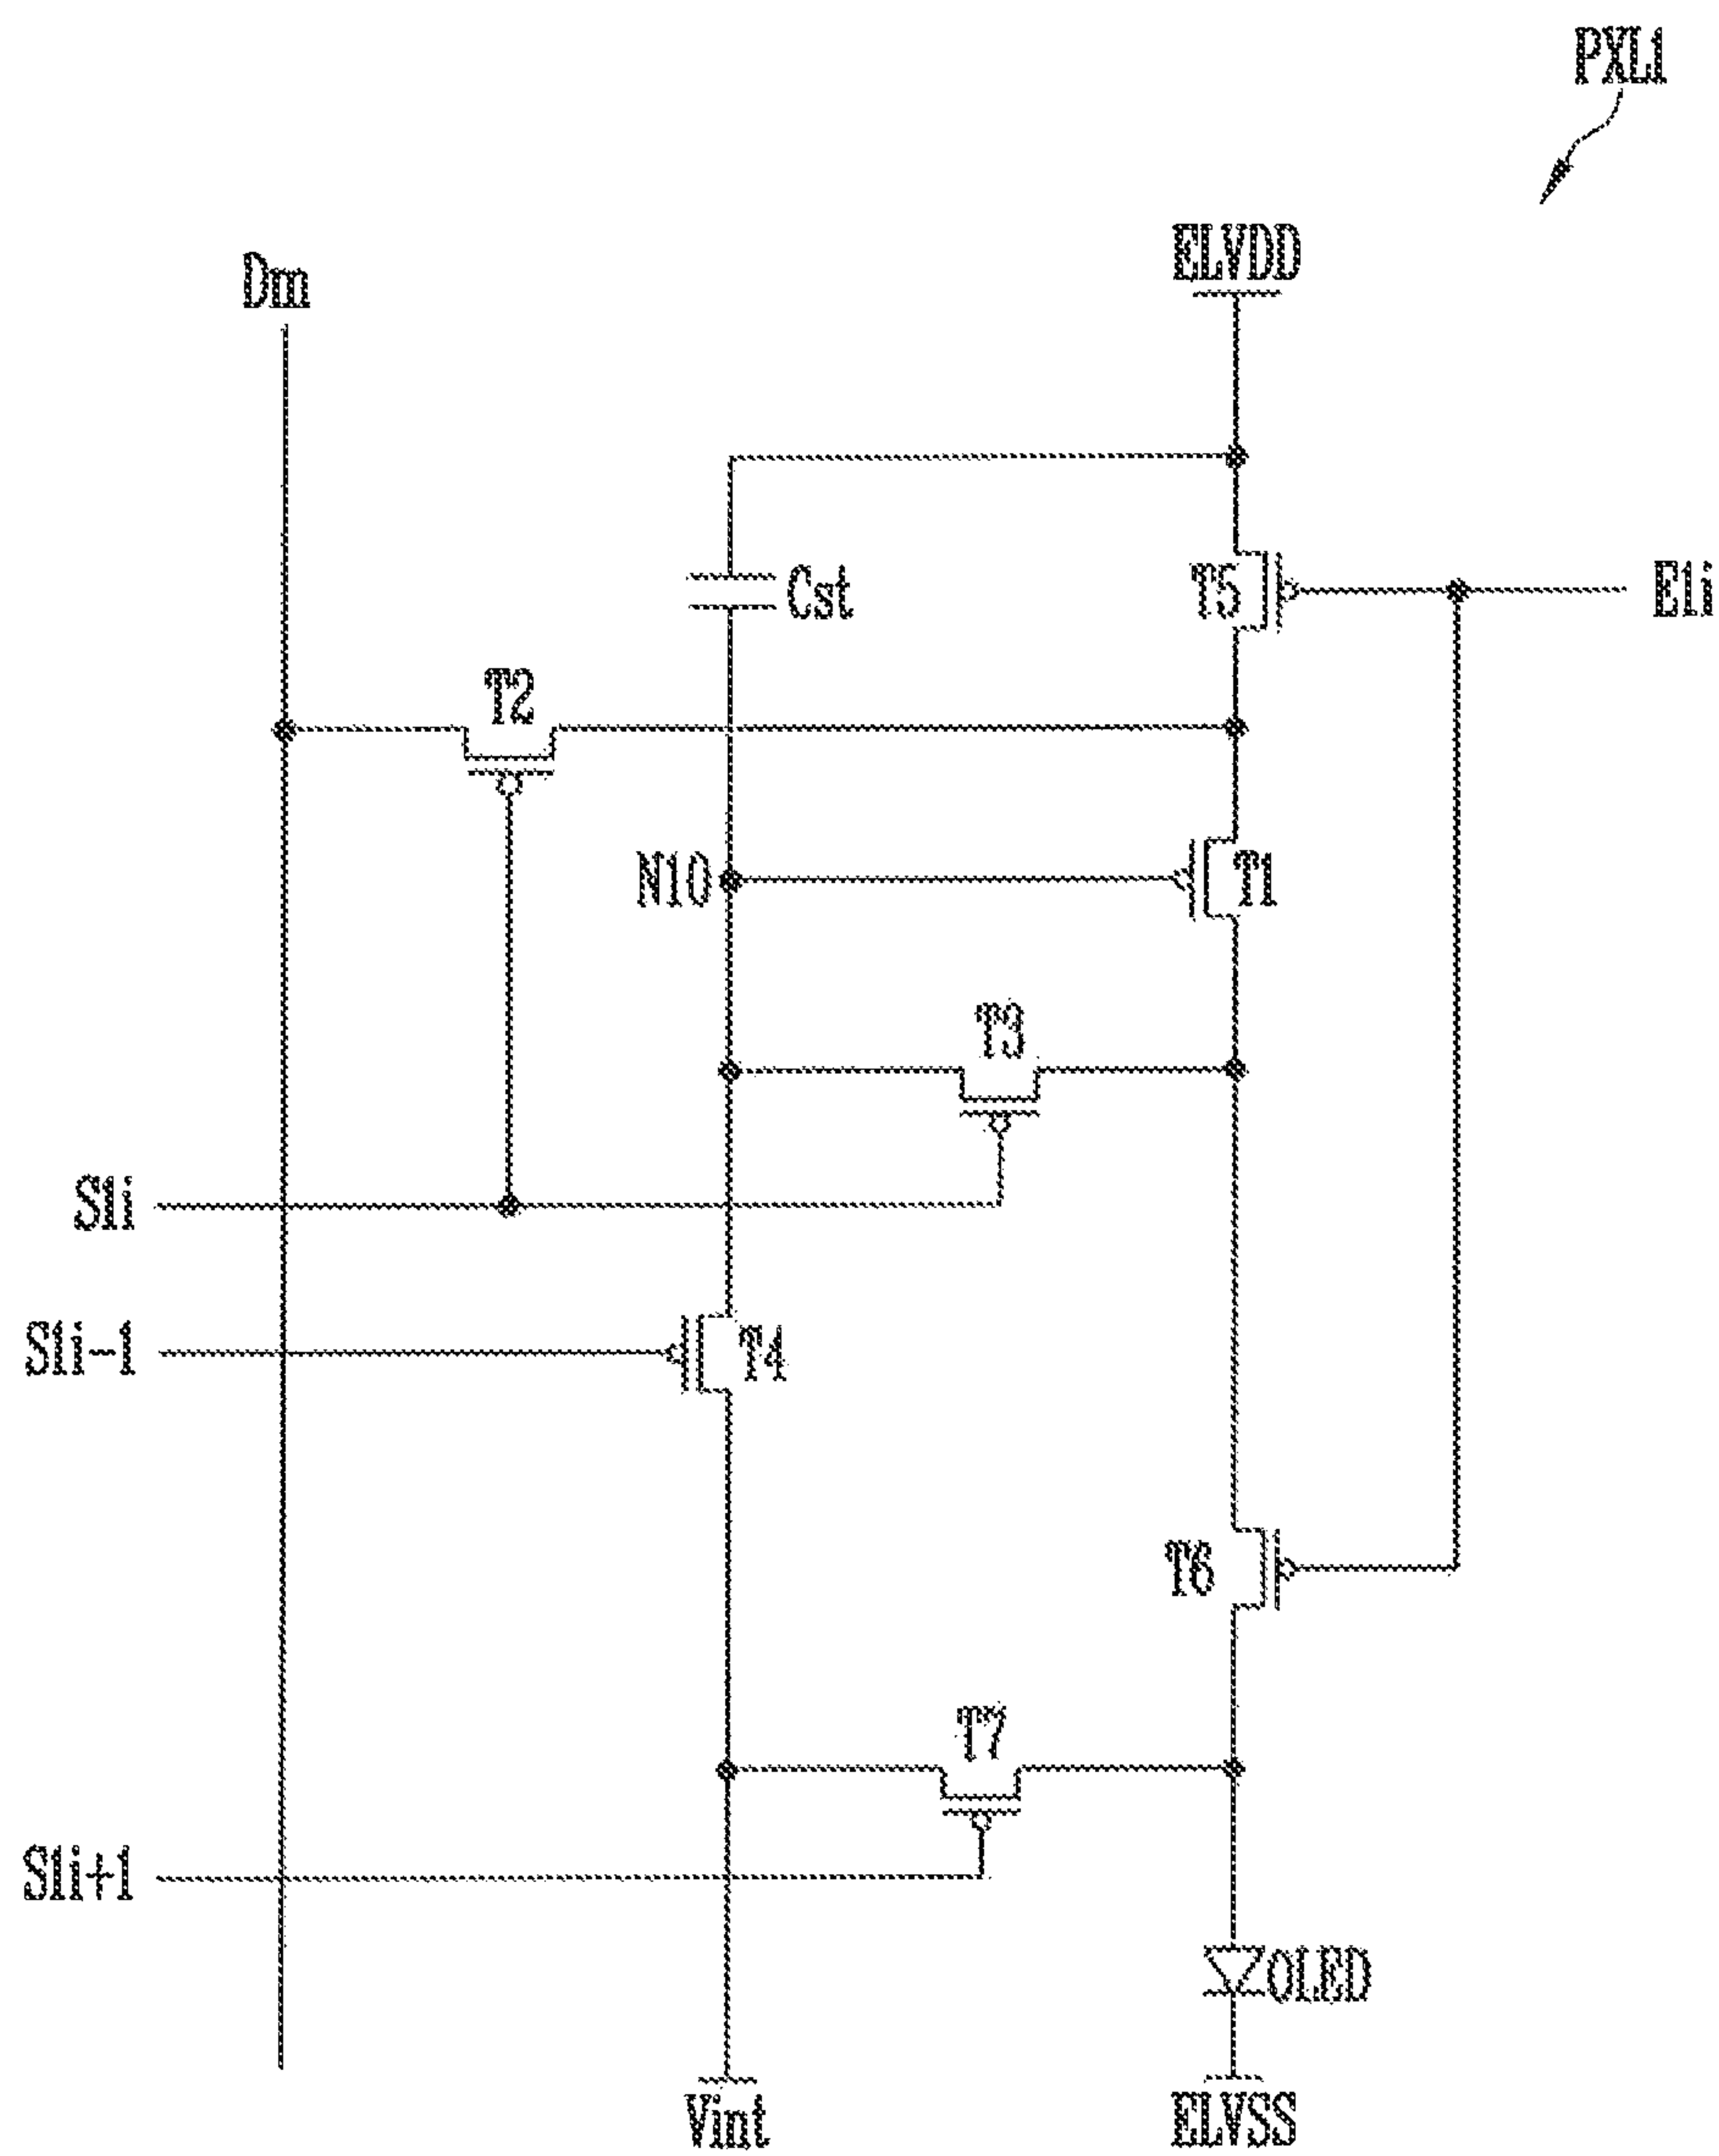 PXL1
ELVDD
Dm
Cst
T5
E1i
T2
N10
T1
T3
S1i
S1i-1
T4
T6
T7
S1i+1
OLED
Vint
ELVSS